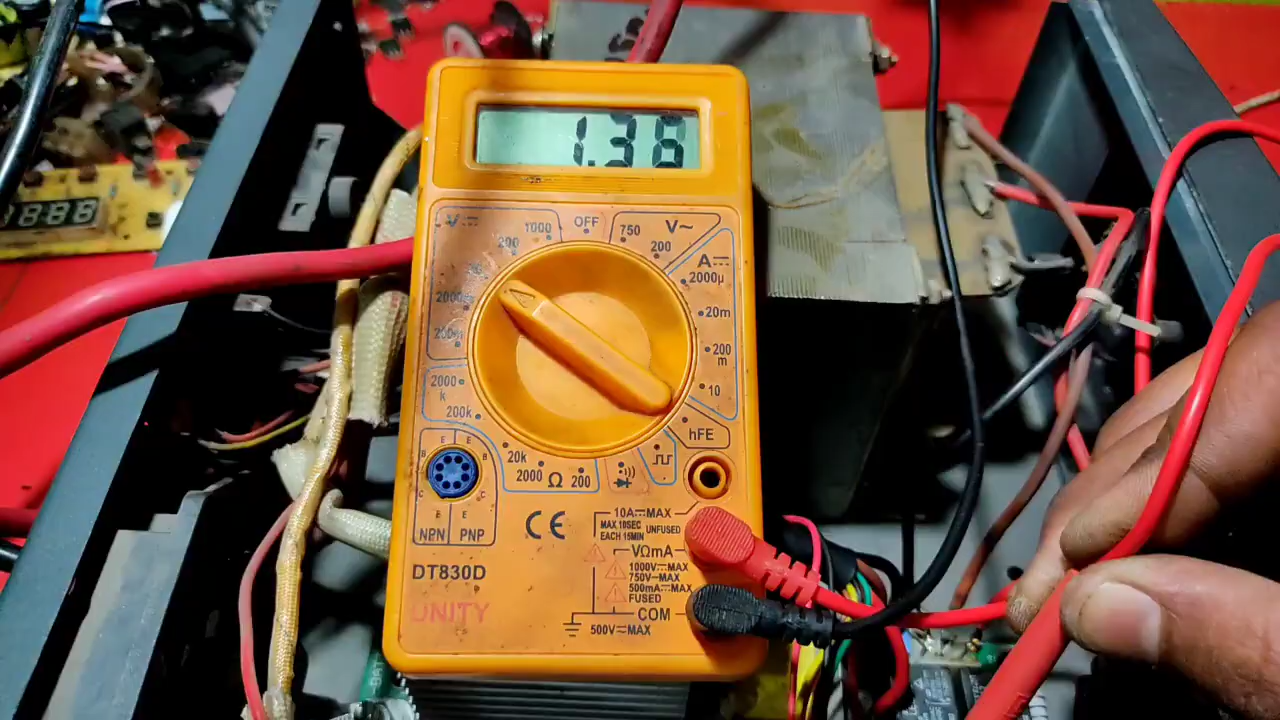 1.38
V⎓
1000
OFF
750
V~
200
200
A⎓
2000µ
20m
200
m
10
2000
k
200k
hFE
20k
2000
Ω
200
E E
B B
C C
E E
NPN PNP
CE
10A⎓MAX
MAX 10SEC UNFUSED
EACH 15MIN
VΩmA
1000V⎓MAX
750V~MAX
500mA⎓MAX
FUSED
COM
500V⎓MAX
DT830D
UNITY